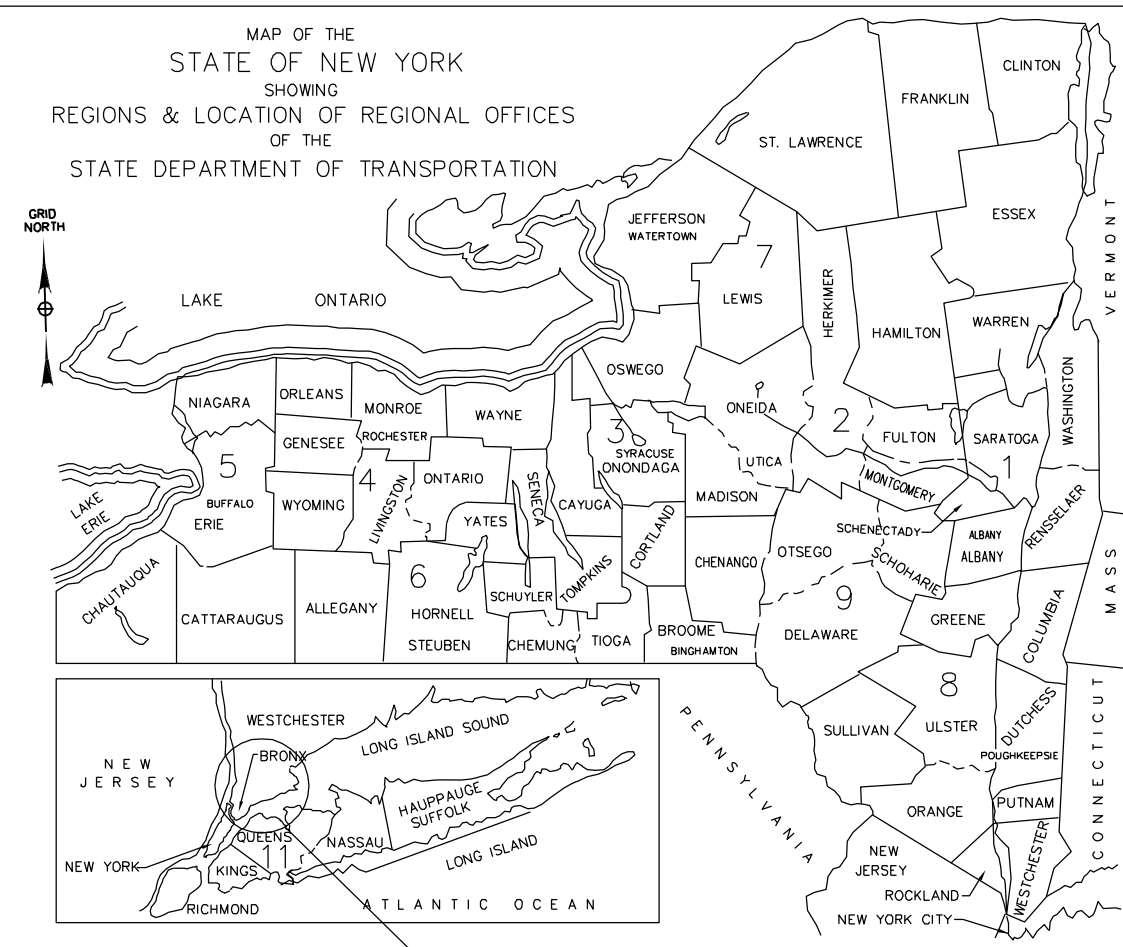 MAP OF THE
STATE OF NEW YORK
SHOWING
REGIONS & LOCATION OF REGIONAL OFFICES
OF THE
STATE DEPARTMENT OF TRANSPORTATION
GRID
NORTH
LAKE ONTARIO
CLINTON
FRANKLIN
ST. LAWRENCE
ESSEX
JEFFERSON
WATERTOWN
7
LEWIS
HERKIMER
HAMILTON
WARREN
VERMONT
WASHINGTON
OSWEGO
ONEIDA
2
FULTON
SARATOGA
1
NIAGARA
ORLEANS
MONROE
ROCHESTER
WAYNE
GENESEE
5
BUFFALO
ERIE
WYOMING
4
LIVINGSTON
ONTARIO
SENECA
CAYUGA
3
SYRACUSE
ONONDAGA
UTICA
MADISON
MONTGOMERY
SCHENECTADY
ALBANY
ALBANY
RENSSELAER
MASS
LAKE
ERIE
YATES
CORTLAND
CHENANGO
OTSEGO
SCHOHARIE
CHAUTAUQUA
CATTARAUGUS
ALLEGANY
6
HORNELL
STEUBEN
SCHUYLER
TOMPKINS
CHEMUNG
TIOGA
BROOME
BINGHAMTON
9
DELAWARE
GREENE
COLUMBIA
8
ULSTER
SULLIVAN
DUTCHESS
POUGHKEEPSIE
CONNECTICUT
PENNSYLVANIA
ORANGE
PUTNAM
NEW
JERSEY
ROCKLAND
WESTCHESTER
NEW YORK CITY
WESTCHESTER
BRONX
LONG ISLAND SOUND
NEW
JERSEY
HAUPPAUGE
SUFFOLK
QUEENS
NASSAU
11
NEW YORK
KINGS
LONG ISLAND
RICHMOND
ATLANTIC OCEAN